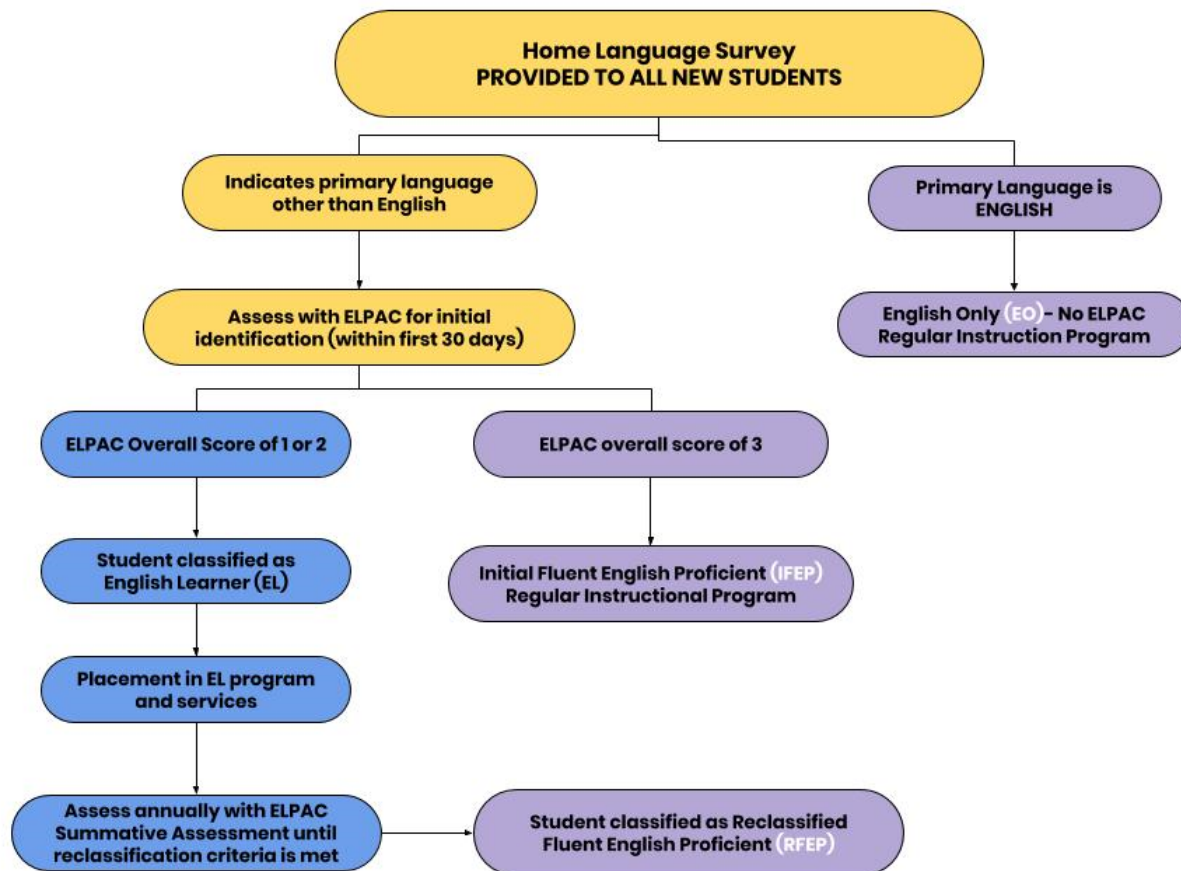 Home Language Survey
PROVIDED TO ALL NEW STUDENTS
Indicates primary language
other than English
Primary Language is
ENGLISH
Assess with ELPAC for initial
identification (within first 30 days)
English Only (EO)- No ELPAC
Regular Instruction Program
ELPAC Overall Score of 1 or 2
ELPAC overall score of 3
Student classified as
English Learner (EL)
Initial Fluent English Proficient (IFEP)
Regular Instructional Program
Placement in EL program
and services
Assess annually with ELPAC
Summative Assessment until
reclassification criteria is met
Student classified as Reclassified
Fluent English Proficient (RFEP)